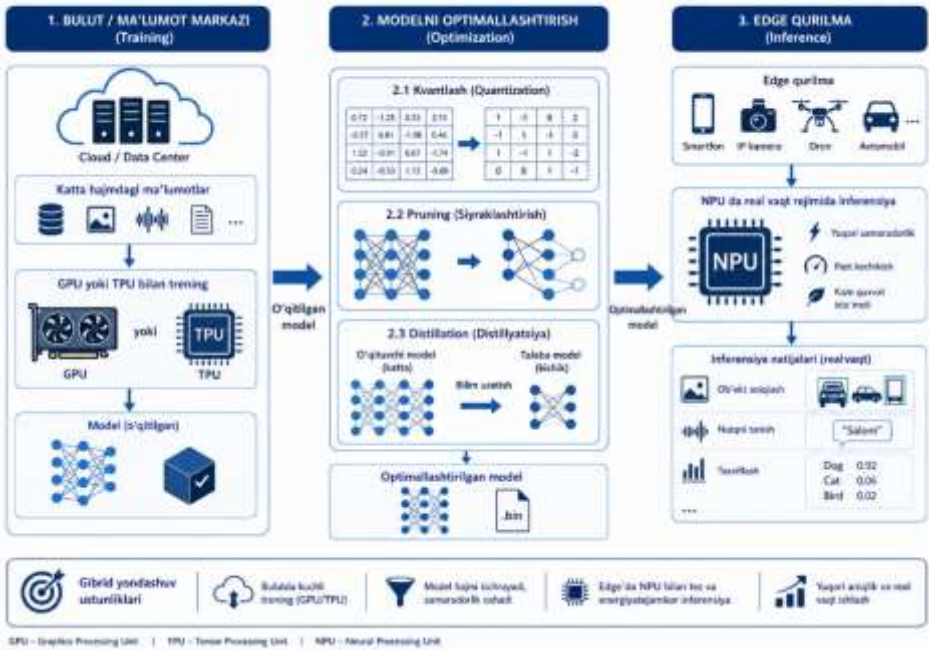 1. BULUT / MA'LUMOT MARKAZI
(Training)
Cloud / Data Center
Katta hajmdagi ma'lumotlar
...
GPU yoki TPU bilan trening
yoki
TPU
GPU
TPU
Model (o'qitilgan)
O'qitilgan
model
2. MODELNI OPTIMALLASHTIRISH
(Optimization)
2.1 Kvantlash (Quantization)
2.2 Pruning (Siyraklashtirish)
2.3 Distillation (Distillyatsiya)
O'qituvchi model
(katta)
Bilim uzatish
Talaba model
(kichik)
Optimallashtirilgan model
.bin
Optimallashtirilgan
model
3. EDGE QURILMA
(Inference)
Edge qurilma
Smartfon
IP kamera
Dron
Avtomobil
...
NPU da real vaqt rejimida inferensiya
NPU
Yuqori samaradorlik
Past kechikish
Kam quvvat
Inferensiya natijalari (real vaqt)
Ob'ekt aniqlash
Nutqni tanish
"Salom"
Tasniflash
Dog 0.92
Cat 0.06
Bird 0.02
...
Gibrid yondashuv
ustunliklari
Bulutda kuchli
trening (GPU/TPU)
Model hajmi kichrayadi,
samaradorlik oshadi
Edge'da NPU bilan tez va
energiyatejamkor inferensiya
Yuqori aniqlik va real
vaqt ishlash
GPU – Graphics Processing Unit | TPU – Tensor Processing Unit | NPU – Neural Processing Unit